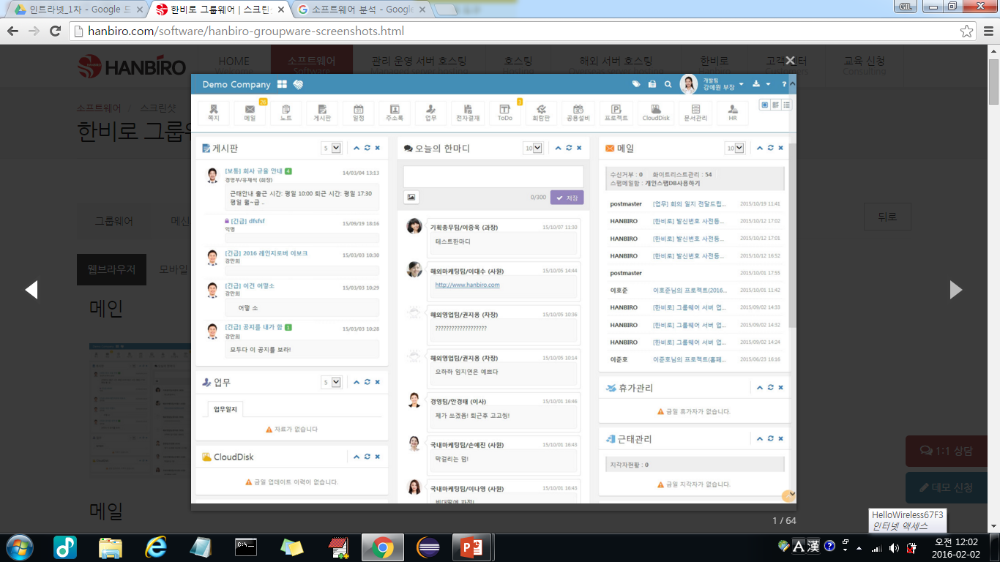 인트라넷_1차 - Google 드
한비로 그룹웨어 | 스크린샷
소프트웨어 분석 - Google
GIL
hanbiro.com/software/hanbiro-groupware-screenshots.html
HANBIRO
HOME
Welcome
소프트웨어
Software
관리 운영 서버 호스팅
Managed server hosting
호스팅
Hosting
해외 서버 호스팅
Overseas server hosting
한비로
고객센터
Customers
교육 신청
Consulting
소프트웨어 / 스크린샷
한비로 그룹웨
그룹웨어
메신
뒤로
웹브라우저
모바일
메인
메일
Demo Company
개발팀
강예원 부장
?
쪽지
26
메일
노트
게시판
일정
주소록
업무
전자결재
1
ToDo
회람판
공용설비
프로젝트
CloudDisk
문서관리
HR
게시판
5
[보통] 회사 규율 안내 4
14/03/04 13:13
경영부/유재석 (회장)
근태안내 출근 시간: 평일 10:00 퇴근 시간: 평일 17:30
평일 월~금 ..
[긴급] dfsfsf
15/09/19 18:16
익명
[긴급] 2016 레인지로버 이보크
15/03/03 10:30
강만희
[긴급] 이건 어떻소
15/03/03 10:29
강만희
어떻 소
[긴급] 공지를 내가 함 1
15/03/03 10:28
강만희
모두다 이 공지를 보라!
업무
5
업무일지
자료가 없습니다
CloudDisk
금일 업데이트 이력이 없습니다.
오늘의 한마디
10
0/300
저장
기획총무팀/이종욱 (과장)
15/10/07 11:30
테스트한마디
해외마케팅팀/이대수 (사원)
15/10/05 14:44
http://www.hanbiro.com
해외영업팀/권지용 (차장)
15/10/05 10:36
???????????????????
해외영업팀/권지용 (차장)
15/10/05 10:14
으하하 임지연은 예쁘다
경영팀/안경태 (이사)
15/10/01 16:46
제가 쏘겠음! 퇴근후 고고씽!
국내마케팅팀/손예진 (사원)
15/10/01 16:43
막걸리는 덤!
국내마케팅팀/이나영 (사원)
15/10/01 16:43
빈대떡에 파전!
메일
10
수신거부 : 0 화이트리스트관리 : 54
스팸메일함 : 개인스팸DB사용하기
postmaster [업무] 회의 일지 전달드립... 2015/10/19 11:41
HANBIRO [한비로] 발신번호 사전등... 2015/10/12 17:02
HANBIRO [한비로] 발신번호 사전등... 2015/10/12 17:01
HANBIRO [한비로] 발신번호 사전등... 2015/10/12 16:52
postmaster 2015/10/01 17:55
이호준 이호준님의 프로젝트(2016... 2015/10/01 11:42
HANBIRO [한비로] 그룹웨어 서버 업... 2015/09/02 14:33
HANBIRO [한비로] 그룹웨어 서버 업... 2015/09/02 14:32
HANBIRO [한비로] 그룹웨어 서버 업... 2015/09/02 14:24
이준호 이준호님의 프로젝트(홈페... 2015/06/23 16:16
휴가관리
금일 휴가자가 없습니다.
근태관리
지각자현황 : 0
금일 지각자가 없습니다.
1:1 상담
데모 신청
1 / 64
HelloWireless67F3
인터넷 액세스
C:\
A
漢
?
오전 12:02
2016-02-02